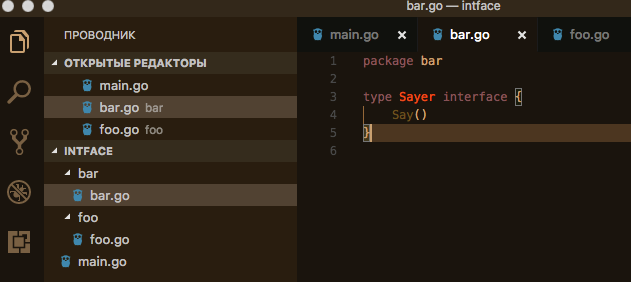 bar.go — intface
ПРОВОДНИК
ОТКРЫТЫЕ РЕДАКТОРЫ
main.go
bar.go bar
foo.go foo
INTFACE
bar
bar.go
foo
foo.go
main.go
main.go bar.go foo.go
1 package bar
2
3 type Sayer interface {
4 Say()
5 }
6